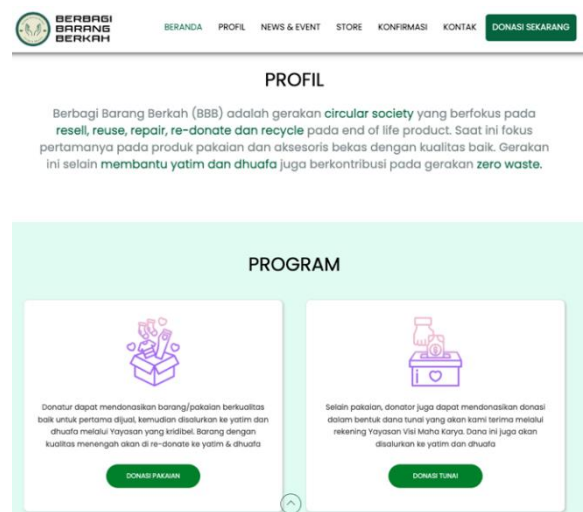 BERBAGI
BARANG
BERKAH
BERANDA PROFIL NEWS & EVENT STORE KONFIRMASI KONTAK DONASI SEKARANG
PROFIL
Berbagi Barang Berkah (BBB) adalah gerakan circular society yang berfokus pada
resell, reuse, repair, re-donate dan recycle pada end of life product. Saat ini fokus
pertamanya pada produk pakaian dan aksesoris bekas dengan kualitas baik. Gerakan
ini selain membantu yatim dan dhuafa juga berkontribusi pada gerakan zero waste.
PROGRAM
Donatur dapat mendonasikan barang/pakaian berkualitas
baik untuk pertama dijual, kemudian disalurkan ke yatim dan
dhuafa melalui Yayasan yang kridibel. Barang dengan
kualitas menengah akan di re-donate ke yatim & dhuafa
DONASI PAKAIAN
Selain pakaian, donator juga dapat mendonasikan donasi
dalam bentuk dana tunai yang akan kami terima melalui
rekening Yayasan Visi Maha Karya. Dana ini juga akan
disalurkan ke yatim dan dhuafa
DONASI TUNAI